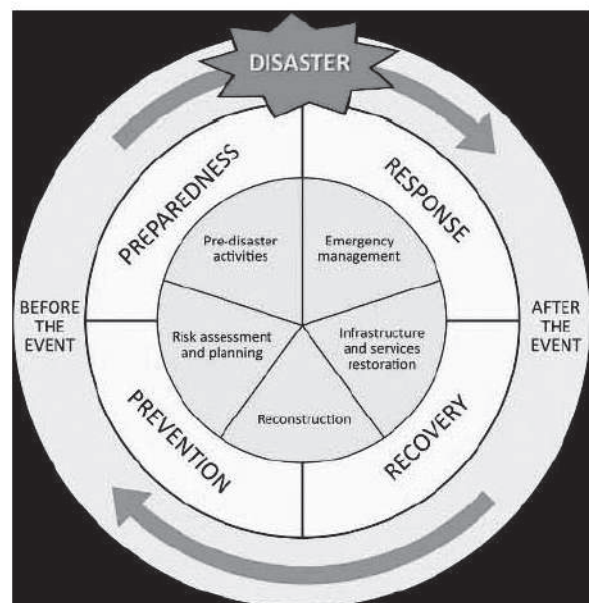 DISASTER
PREPAREDNESS
RESPONSE
Pre-disaster
activities
Emergency
management
BEFORE
THE
EVENT
AFTER
THE
EVENT
Risk assessment
and planning
Infrastructure
and services
restoration
Reconstruction
PREVENTION
RECOVERY